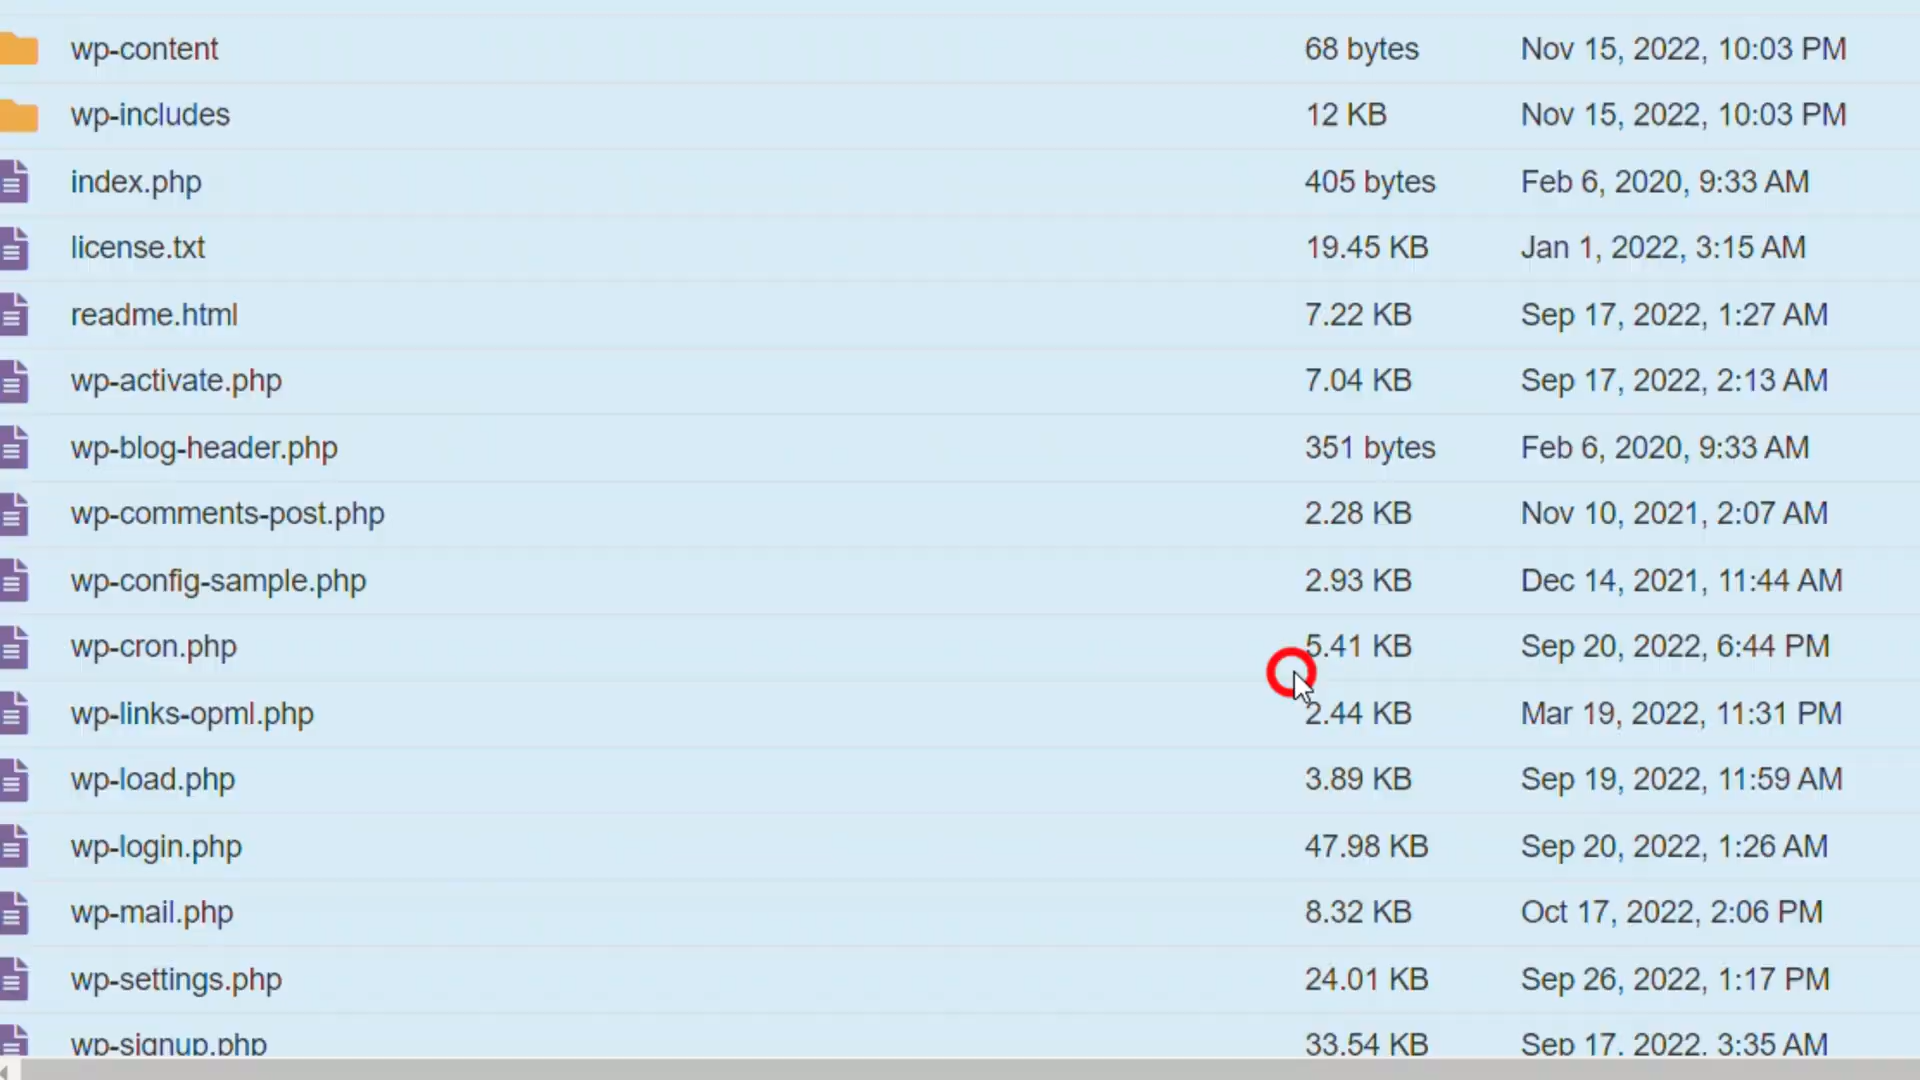 wp-content 68 bytes Nov 15, 2022, 10:03 PM
wp-includes 12 KB Nov 15, 2022, 10:03 PM
index.php 405 bytes Feb 6, 2020, 9:33 AM
license.txt 19.45 KB Jan 1, 2022, 3:15 AM
readme.html 7.22 KB Sep 17, 2022, 1:27 AM
wp-activate.php 7.04 KB Sep 17, 2022, 2:13 AM
wp-blog-header.php 351 bytes Feb 6, 2020, 9:33 AM
wp-comments-post.php 2.28 KB Nov 10, 2021, 2:07 AM
wp-config-sample.php 2.93 KB Dec 14, 2021, 11:44 AM
wp-cron.php 5.41 KB Sep 20, 2022, 6:44 PM
wp-links-opml.php 2.44 KB Mar 19, 2022, 11:31 PM
wp-load.php 3.89 KB Sep 19, 2022, 11:59 AM
wp-login.php 47.98 KB Sep 20, 2022, 1:26 AM
wp-mail.php 8.32 KB Oct 17, 2022, 2:06 PM
wp-settings.php 24.01 KB Sep 26, 2022, 1:17 PM
wp-signup.php 33.54 KB Sep 17, 2022, 3:35 AM